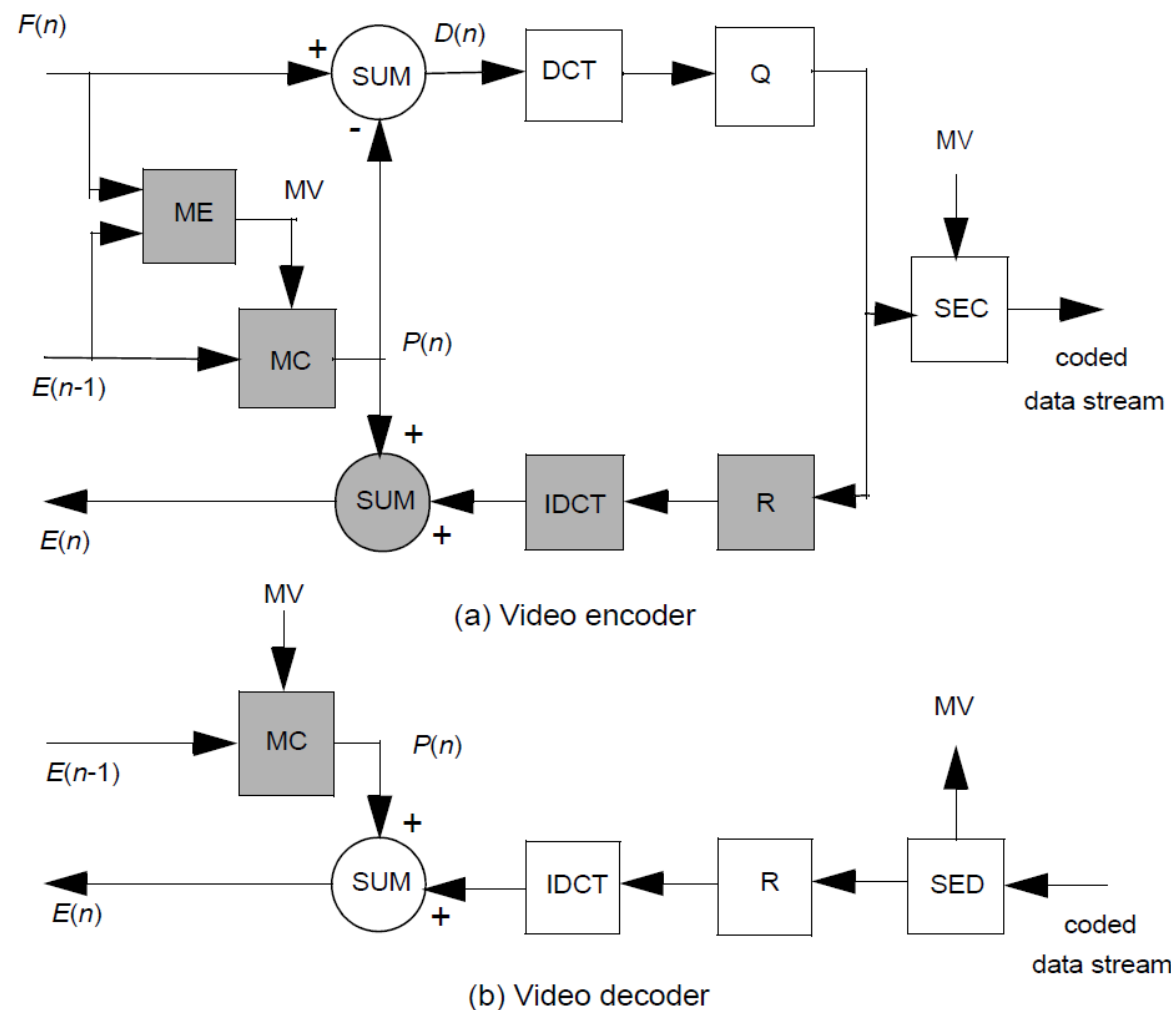 F(n)
+
SUM
D(n)
DCT
Q
-
MV
ME
MV
SEC
MC
P(n)
E(n-1)
coded
data stream
+
SUM
IDCT
R
+
E(n)
(a) Video encoder
MV
MC
P(n)
MV
E(n-1)
+
SUM
IDCT
R
SED
+
E(n)
coded
data stream
(b) Video decoder